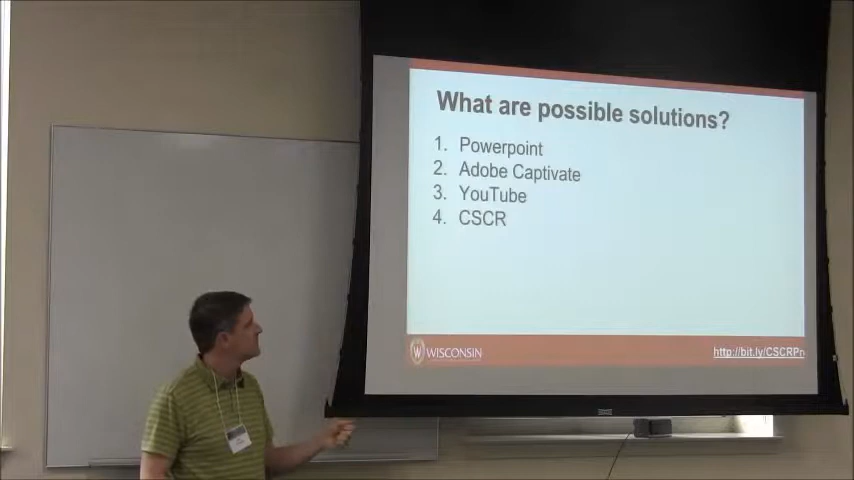 What are possible solutions?
1. Powerpoint
2. Adobe Captivate
3. YouTube
4. CSCR
W WISCONSIN
http://bit.ly/CSCRPr